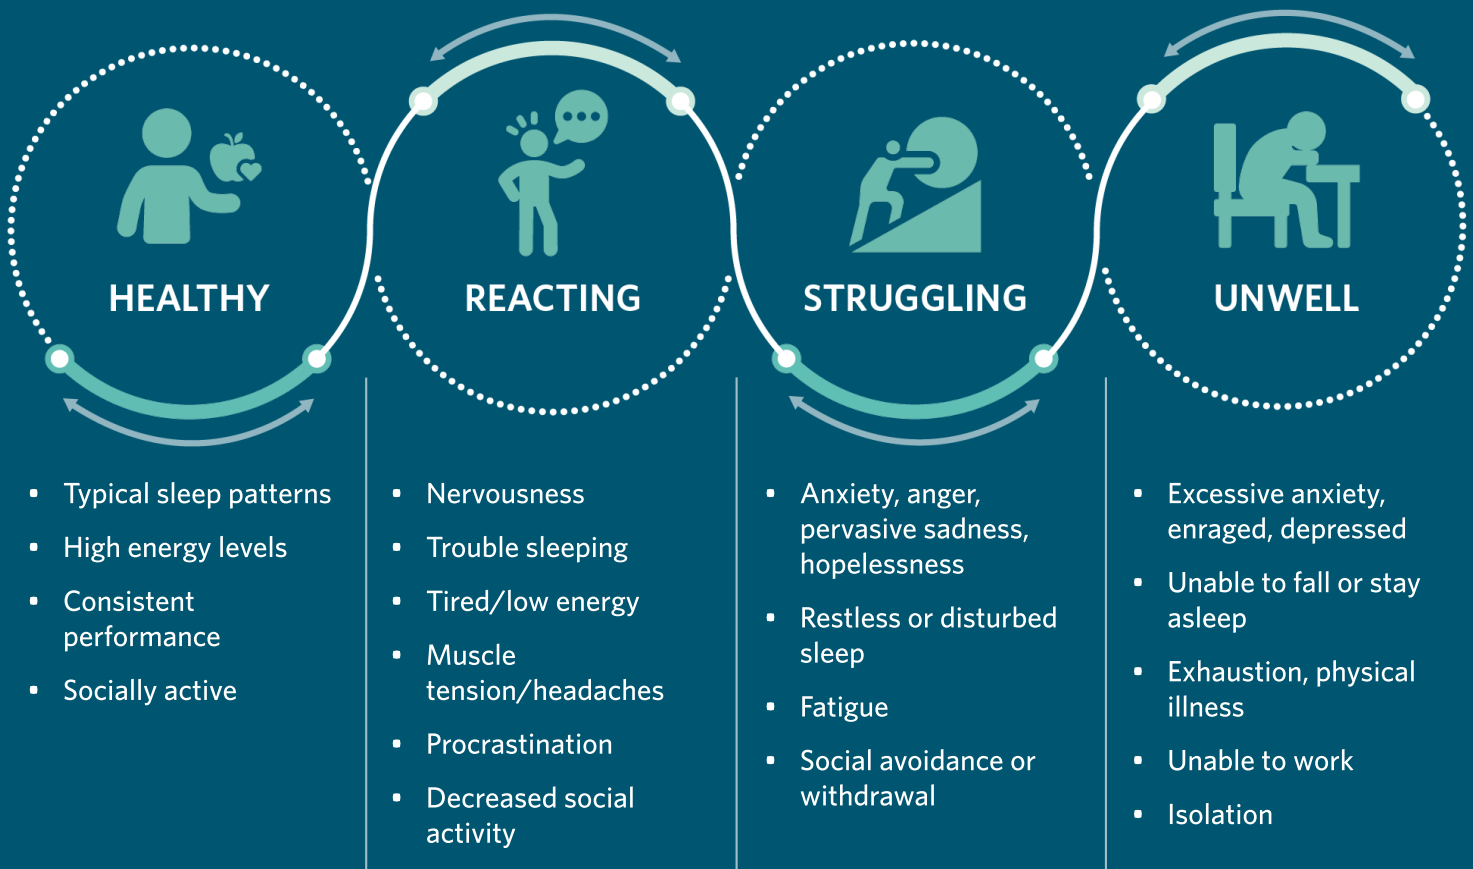 HEALTHY
REACTING
STRUGGLING
UNWELL
▪ Typical sleep patterns
▪ High energy levels
▪ Consistent
performance
▪ Socially active
▪ Nervousness
▪ Trouble sleeping
▪ Tired/low energy
▪ Muscle
tension/headaches
▪ Procrastination
▪ Decreased social
activity
▪ Anxiety, anger,
pervasive sadness,
hopelessness
▪ Restless or disturbed
sleep
▪ Fatigue
▪ Social avoidance or
withdrawal
▪ Excessive anxiety,
enraged, depressed
▪ Unable to fall or stay
asleep
▪ Exhaustion, physical
illness
▪ Unable to work
▪ Isolation